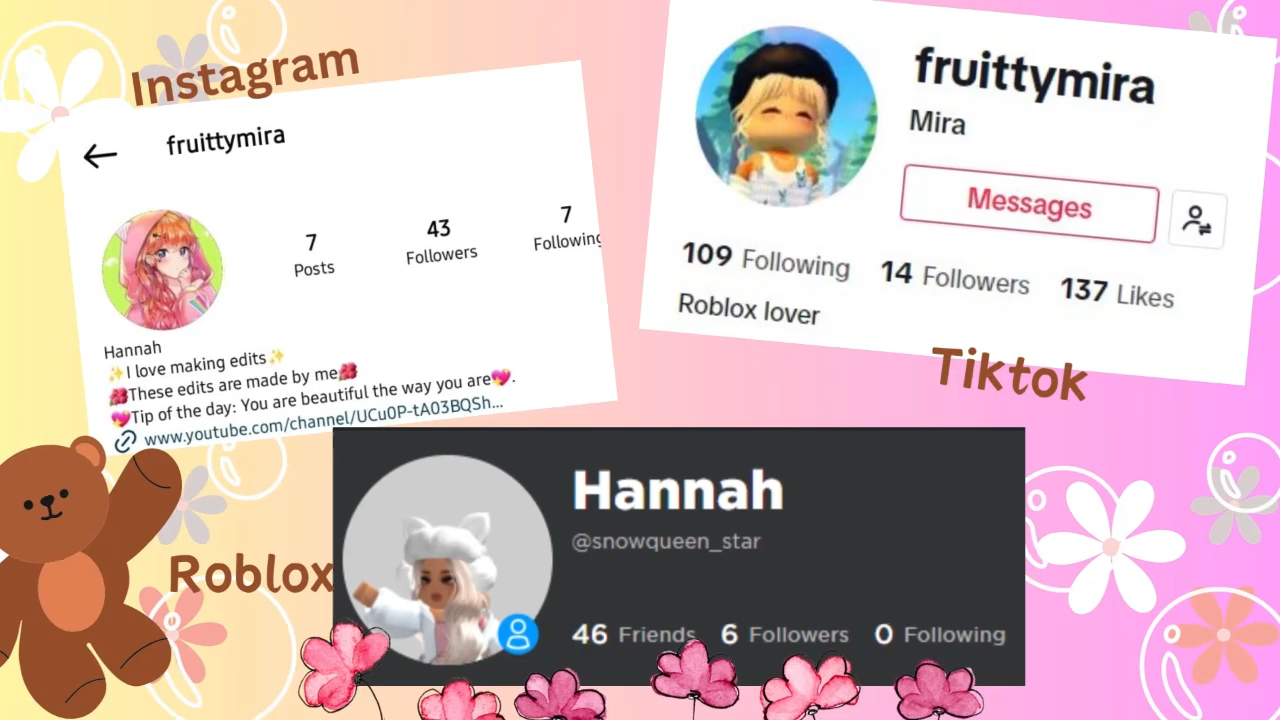 Instagram
fruittymira
7
Posts
43
Followers
7
Following
Hannah
✨I love making edits✨
🌺These edits are made by me🌺
💖Tip of the day: You are beautiful the way you are💖.
www.youtube.com/channel/UCu0P-tA03BQSh...
fruittymira
Mira
Messages
109 Following 14 Followers 137 Likes
Roblox lover
Tiktok
Roblox
Hannah
@snowqueen_star
46 Friends 6 Followers 0 Following